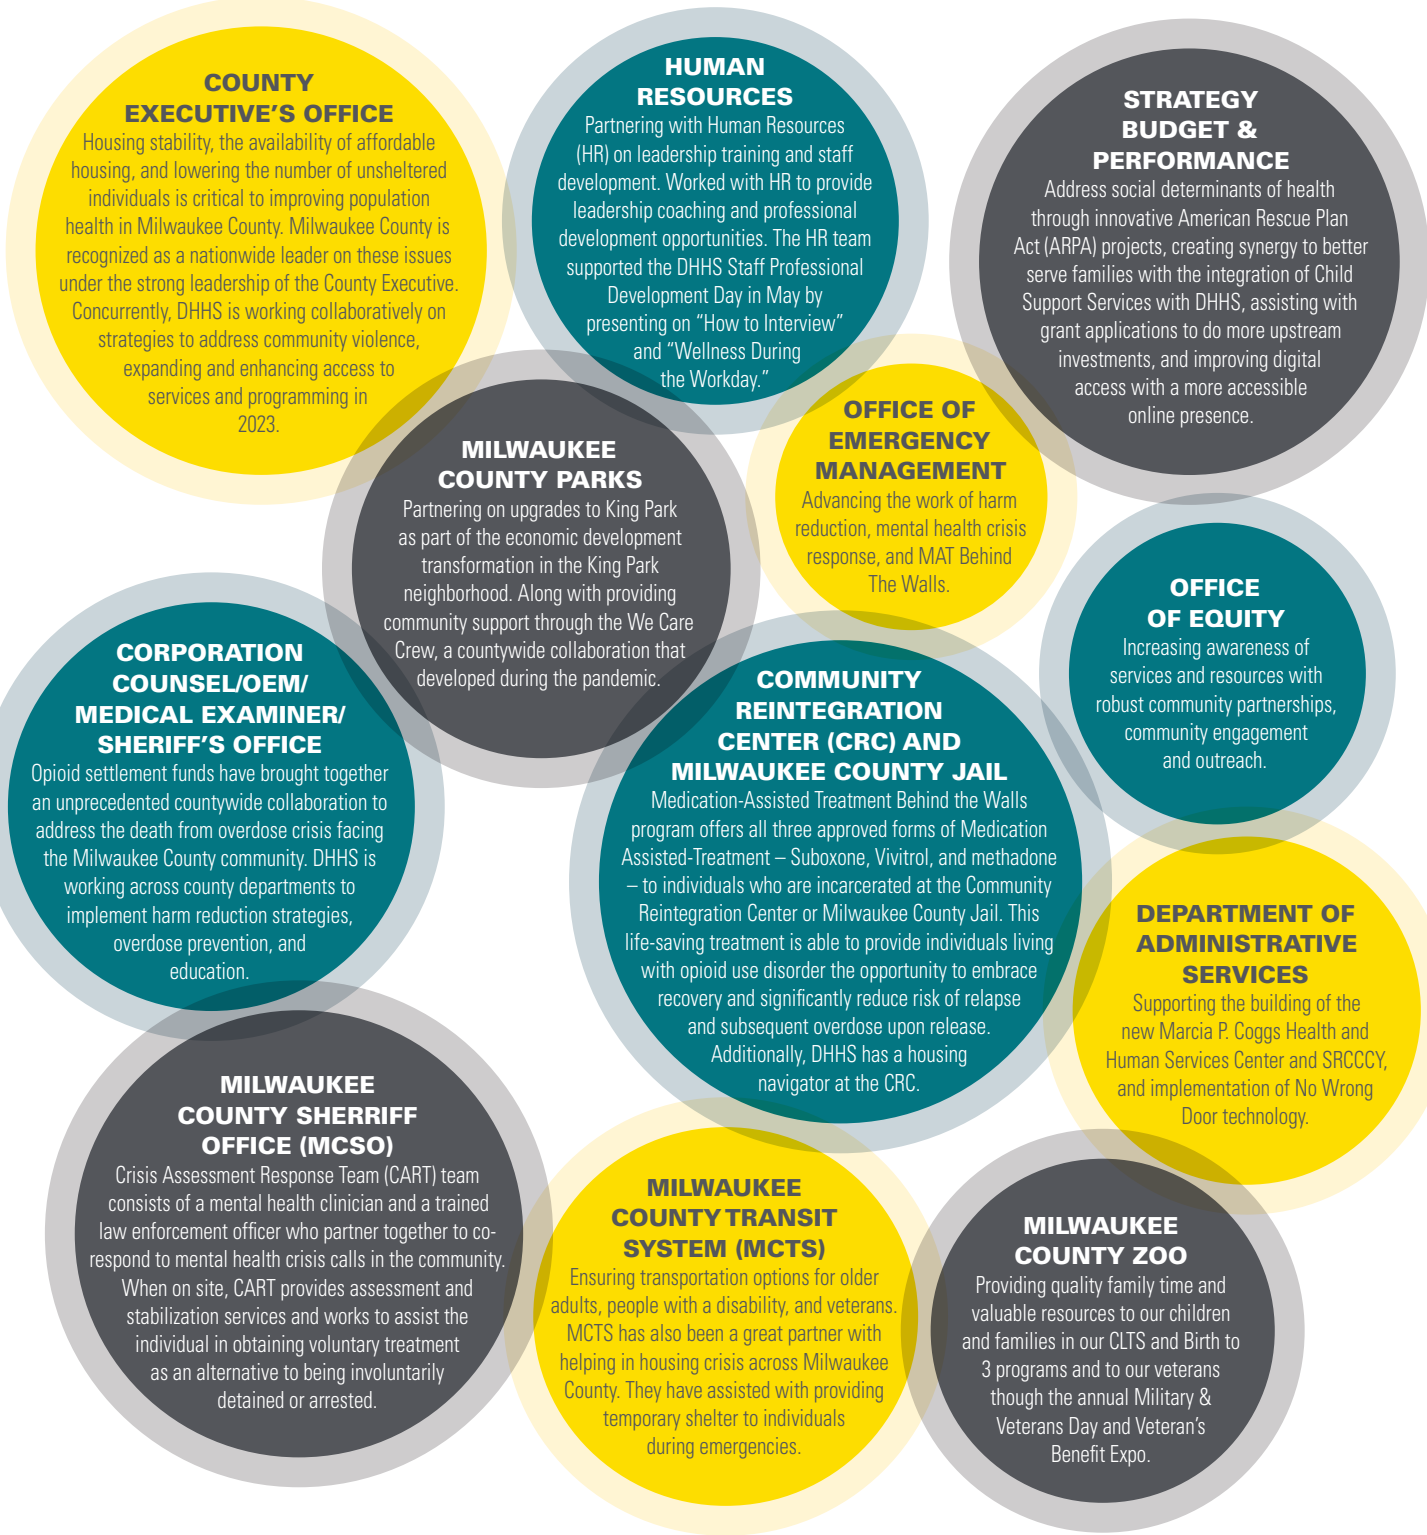 COUNTY
EXECUTIVE'S OFFICE
Housing stability, the availability of affordable
housing, and lowering the number of unsheltered
individuals is critical to improving population
health in Milwaukee County. Milwaukee County is
recognized as a nationwide leader on these issues
under the strong leadership of the County Executive.
Concurrently, DHHS is working collaboratively on
strategies to address community violence,
expanding and enhancing access to
services and programming in
2023.
HUMAN
RESOURCES
Partnering with Human Resources
(HR) on leadership training and staff
development. Worked with HR to provide
leadership coaching and professional
development opportunities. The HR team
supported the DHHS Staff Professional
Development Day in May by
presenting on “How to Interview”
and “Wellness During
the Workday.”
STRATEGY
BUDGET &
PERFORMANCE
Address social determinants of health
through innovative American Rescue Plan
Act (ARPA) projects, creating synergy to better
serve families with the integration of Child
Support Services with DHHS, assisting with
grant applications to do more upstream
investments, and improving digital
access with a more accessible
online presence.
MILWAUKEE
COUNTY PARKS
Partnering on upgrades to King Park
as part of the economic development
transformation in the King Park
neighborhood. Along with providing
community support through the We Care
Crew, a countywide collaboration that
developed during the pandemic.
OFFICE OF
EMERGENCY
MANAGEMENT
Advancing the work of harm
reduction, mental health crisis
response, and MAT Behind
The Walls.
OFFICE
OF EQUITY
Increasing awareness of
services and resources with
robust community partnerships,
community engagement
and outreach.
CORPORATION
COUNSEL/OEM/
MEDICAL EXAMINER/
SHERIFF'S OFFICE
Opioid settlement funds have brought together
an unprecedented countywide collaboration to
address the death from overdose crisis facing
the Milwaukee County community. DHHS is
working across county departments to
implement harm reduction strategies,
overdose prevention, and
education.
COMMUNITY
REINTEGRATION
CENTER (CRC) AND
MILWAUKEE COUNTY JAIL
Medication-Assisted Treatment Behind the Walls
program offers all three approved forms of Medication
Assisted-Treatment – Suboxone, Vivitrol, and methadone
– to individuals who are incarcerated at the Community
Reintegration Center or Milwaukee County Jail. This
life-saving treatment is able to provide individuals living
with opioid use disorder the opportunity to embrace
recovery and significantly reduce risk of relapse
and subsequent overdose upon release.
Additionally, DHHS has a housing
navigator at the CRC.
DEPARTMENT OF
ADMINISTRATIVE
SERVICES
Supporting the building of the
new Marcia P. Coggs Health and
Human Services Center and SRCCCY,
and implementation of No Wrong
Door technology.
MILWAUKEE
COUNTY SHERRIFF
OFFICE (MCSO)
Crisis Assessment Response Team (CART) team
consists of a mental health clinician and a trained
law enforcement officer who partner together to co-
respond to mental health crisis calls in the community.
When on site, CART provides assessment and
stabilization services and works to assist the
individual in obtaining voluntary treatment
as an alternative to being involuntarily
detained or arrested.
MILWAUKEE
COUNTY TRANSIT
SYSTEM (MCTS)
Ensuring transportation options for older
adults, people with a disability, and veterans.
MCTS has also been a great partner with
helping in housing crisis across Milwaukee
County. They have assisted with providing
temporary shelter to individuals
during emergencies.
MILWAUKEE
COUNTY ZOO
Providing quality family time and
valuable resources to our children
and families in our CLTS and Birth to
3 programs and to our veterans
though the annual Military &
Veterans Day and Veteran's
Benefit Expo.